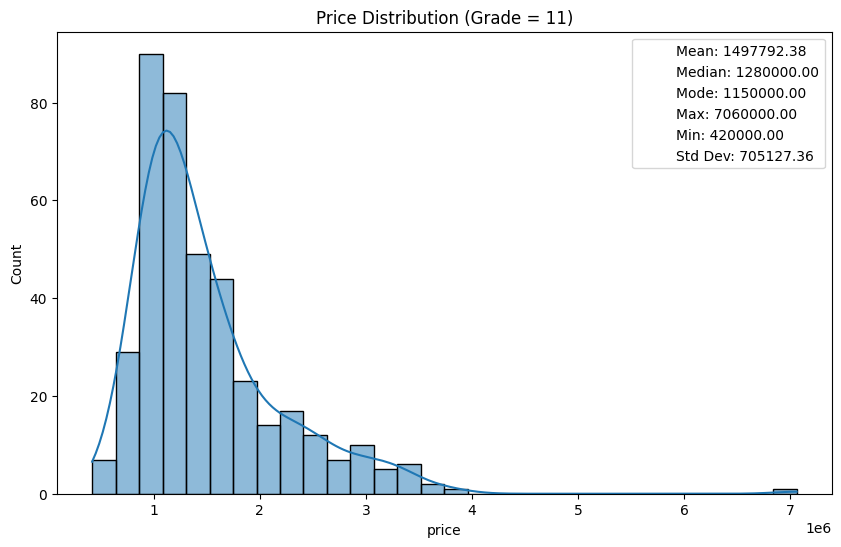 Price Distribution (Grade = 11)
Mean: 1497792.38
Median: 1280000.00
Mode: 1150000.00
Max: 7060000.00
Min: 420000.00
Std Dev: 705127.36
Count
80
60
40
20
0
1 2 3 4 5 6 7
1e6
price